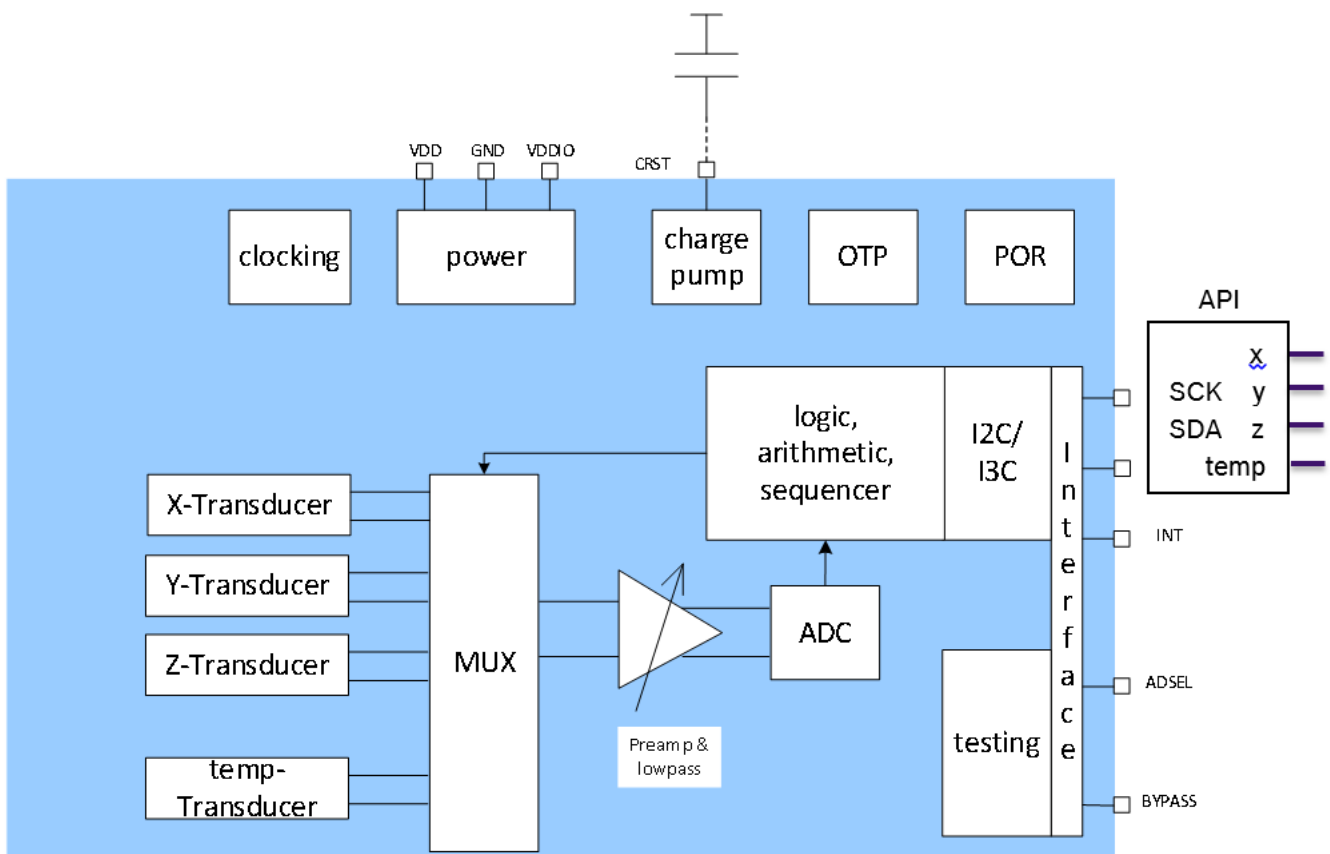 VDD
GND
VDDIO
CRST
clocking
power
charge
pump
OTP
POR
API
x
SCK y
SDA z
temp
logic,
arithmetic,
sequencer
I2C/
I3C
Interface
INT
X-Transducer
Y-Transducer
Z-Transducer
temp-
Transducer
MUX
ADC
Preamp &
lowpass
testing
ADSEL
BYPASS